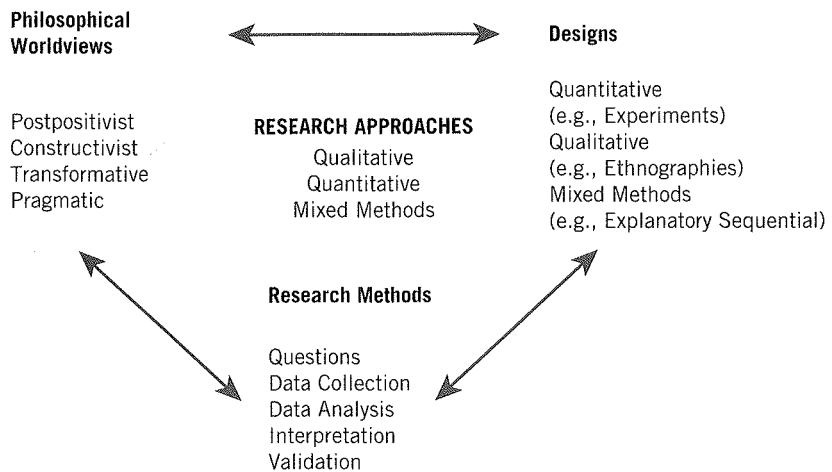 Philosophical
Worldviews
Designs
Postpositivist
Constructivist
Transformative
Pragmatic
RESEARCH APPROACHES
Qualitative
Quantitative
Mixed Methods
Quantitative
(e.g., Experiments)
Qualitative
(e.g., Ethnographies)
Mixed Methods
(e.g., Explanatory Sequential)
Research Methods
Questions
Data Collection
Data Analysis
Interpretation
Validation